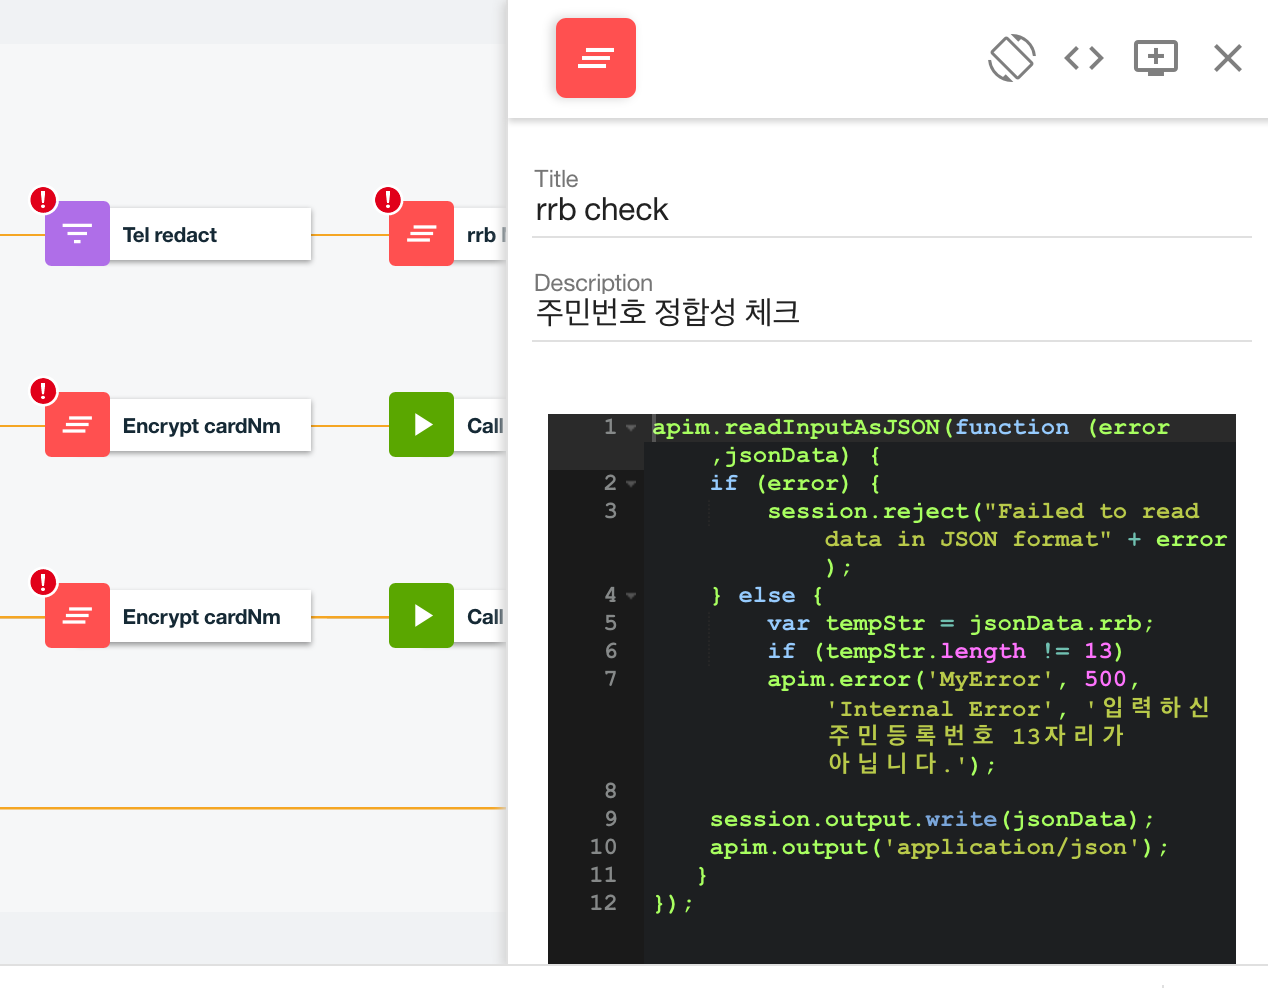 Title
rrb check
Description
주민번호 정합성 체크
Tel redact
rrb
Encrypt cardNm
Call
Encrypt cardNm
Call
1 apim.readInputAsJSON(function (error
,jsonData) {
2 if (error) {
3 session.reject("Failed to read
data in JSON format" + error
);
4 } else {
5 var tempStr = jsonData.rrb;
6 if (tempStr.length != 13)
7 apim.error('MyError', 500,
'Internal Error', '입력하신
주민등록번호 13자리가
아닙니다.');
8
9 session.output.write(jsonData);
10 apim.output('application/json');
11 }
12 });